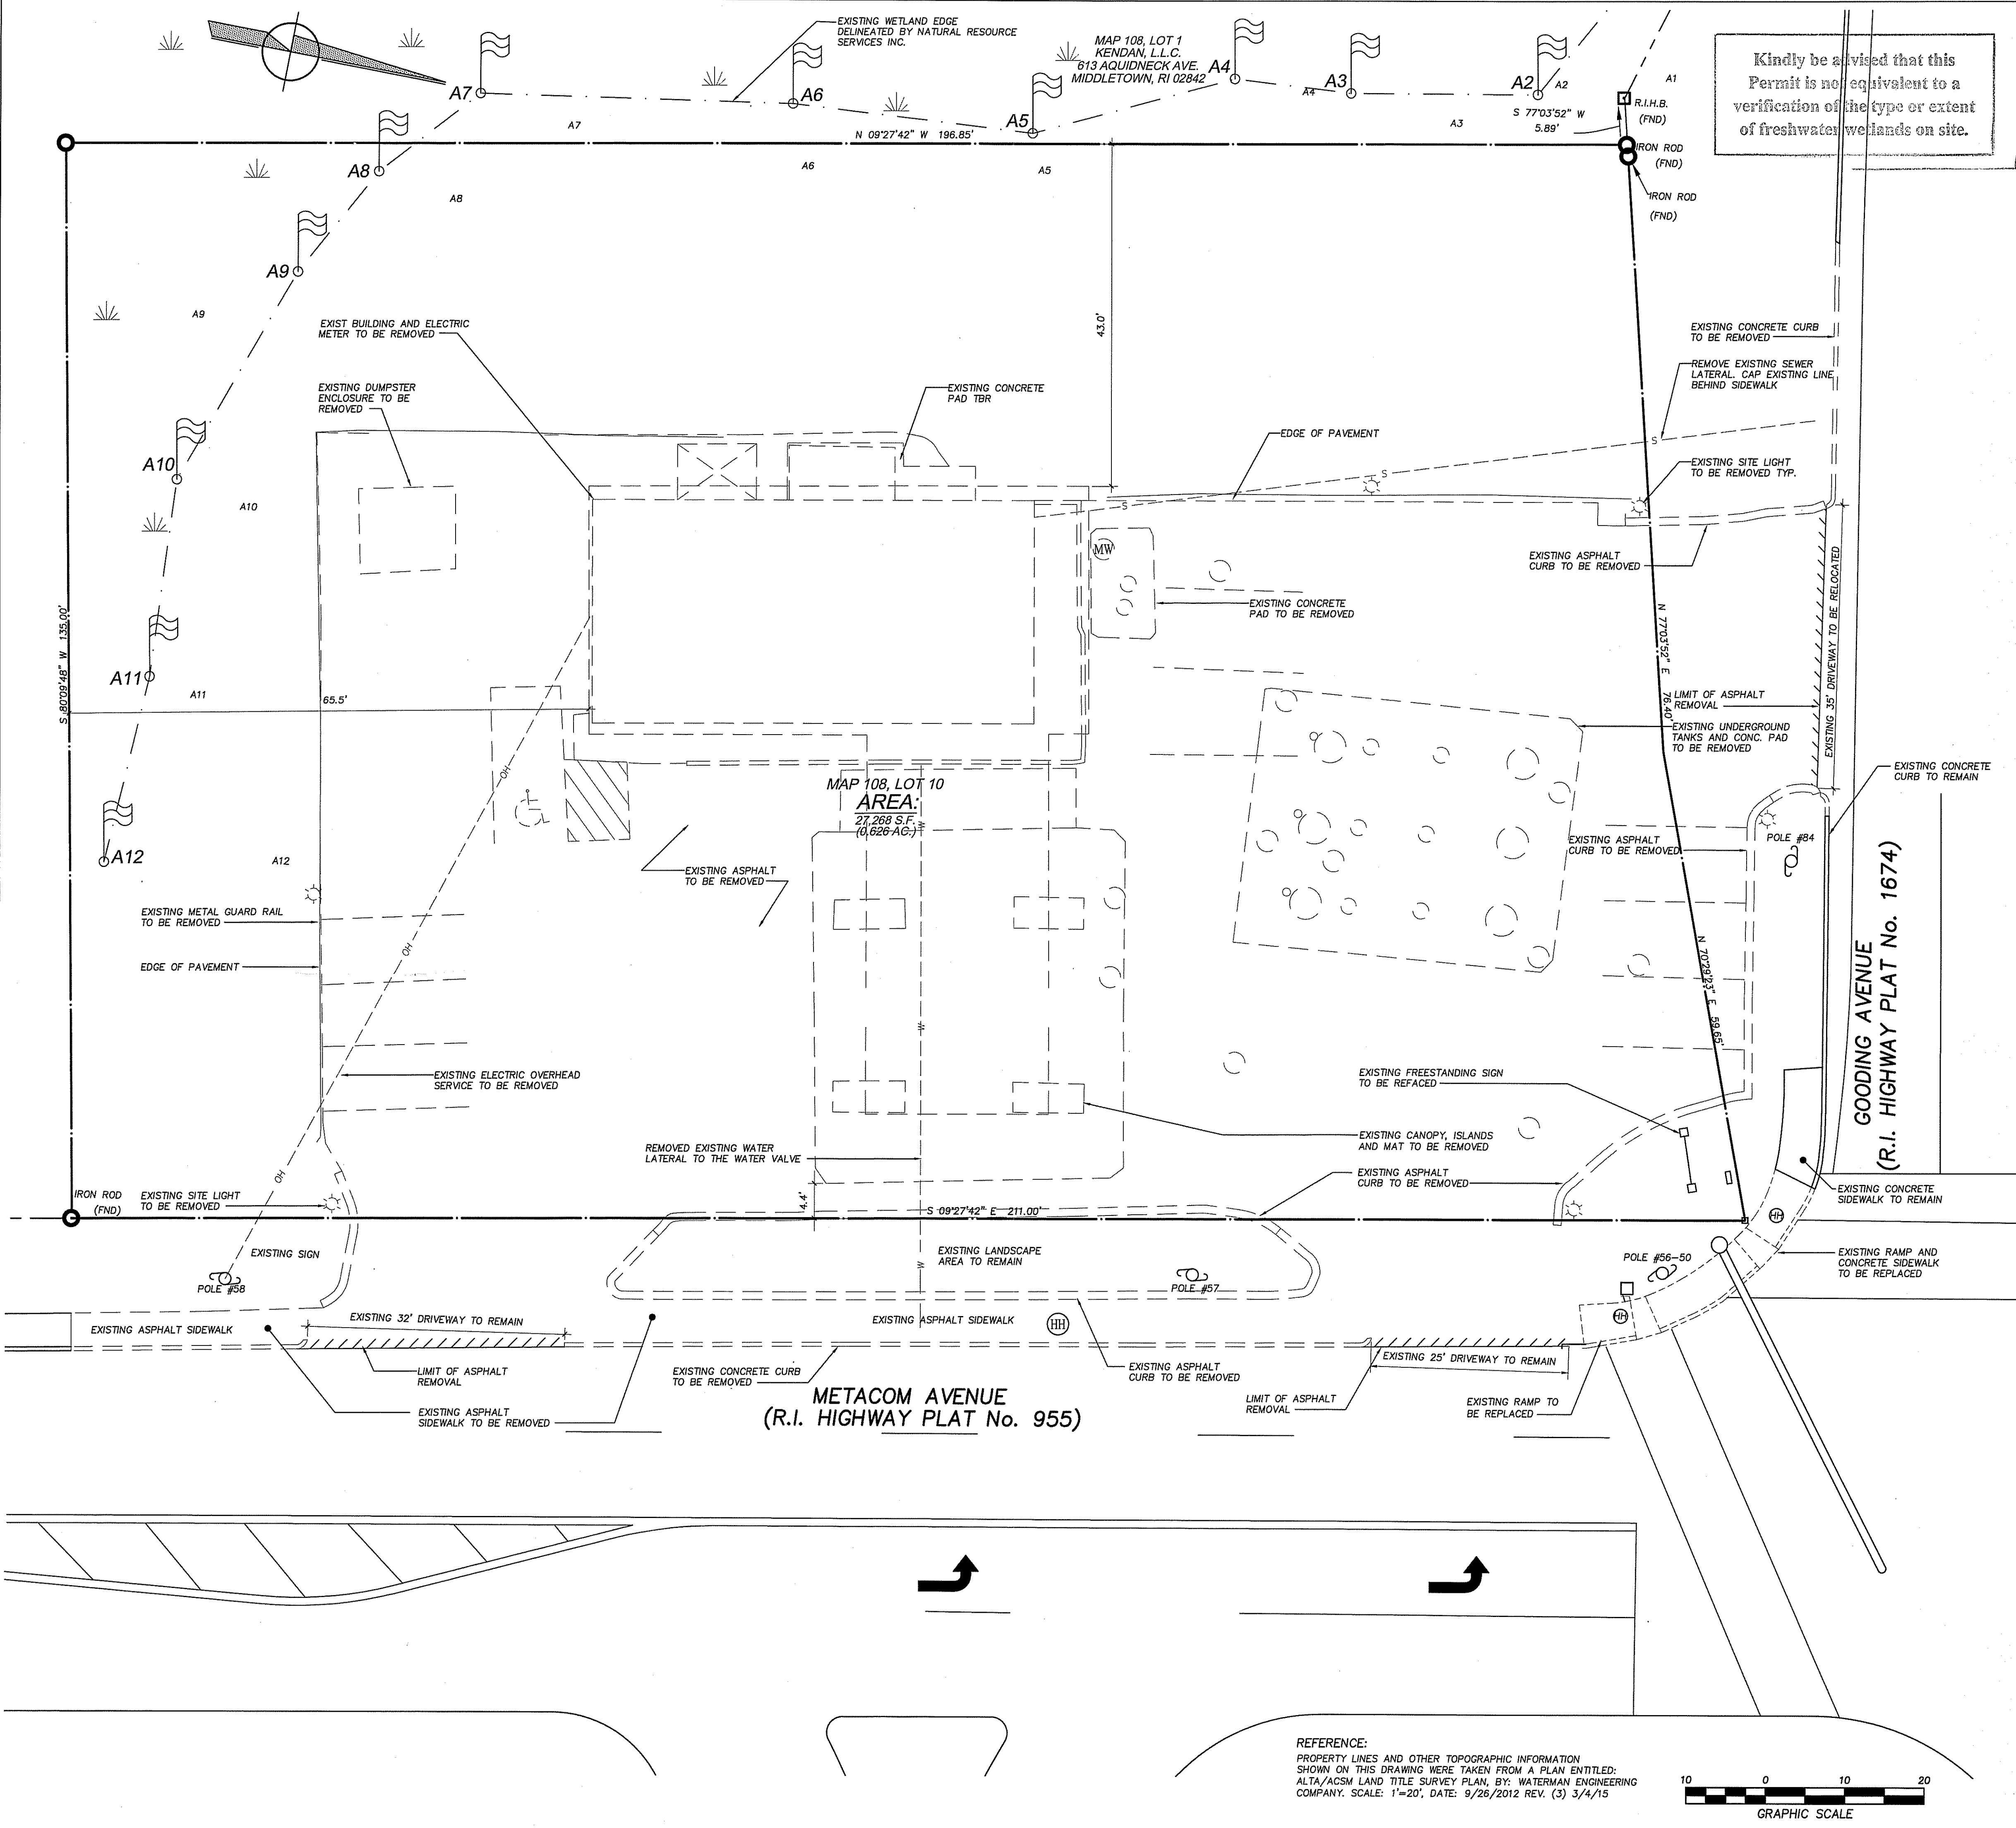 EXISTING WETLAND EDGE
DELINEATED BY NATURAL RESOURCE
SERVICES INC.
MAP 108, LOT 1
KENDAN, L.L.C.
613 AQUIDNECK AVE.
MIDDLETOWN, RI 02842
Kindly be advised that this
Permit is not equivalent to a
verification of the type or extent
of freshwater wetlands on site.
A7
A6
A5
A4
A3
A2
A4
A2
A1
R.I.H.B.
(FND)
S 77°03'52" W
5.89'
IRON ROD
(FND)
IRON ROD
(FND)
A7
N 09°27'42" W 196.85'
A3
A8
A6
A5
A8
A9
A9
43.0'
EXIST BUILDING AND ELECTRIC
METER TO BE REMOVED
EXISTING CONCRETE CURB
TO BE REMOVED
REMOVE EXISTING SEWER
LATERAL. CAP EXISTING LINE
BEHIND SIDEWALK
EXISTING DUMPSTER
ENCLOSURE TO BE
REMOVED
EXISTING CONCRETE
PAD TBR
EDGE OF PAVEMENT
S
S
S
EXISTING SITE LIGHT
TO BE REMOVED TYP.
A10
A10
MW
EXISTING ASPHALT
CURB TO BE REMOVED
EXISTING CONCRETE
PAD TO BE REMOVED
EXISTING 35' DRIVEWAY TO BE RELOCATED
S 80°09'48" W 135.00'
N 77°03'52" E 76.40'
A11
A11
65.5'
LIMIT OF ASPHALT
REMOVAL
EXISTING UNDERGROUND
TANKS AND CONC. PAD
TO BE REMOVED
EXISTING CONCRETE
CURB TO REMAIN
OH
MAP 108, LOT 10
AREA:
27,268 S.F.
(0.626 AC.)
W
A12
A12
EXISTING ASPHALT
TO BE REMOVED
EXISTING ASPHALT
CURB TO BE REMOVED
POLE #84
EXISTING METAL GUARD RAIL
TO BE REMOVED
OH
EDGE OF PAVEMENT
N 70°29'23" E 59.65'
GOODING AVENUE
(R.I. HIGHWAY PLAT No. 1674)
W
EXISTING ELECTRIC OVERHEAD
SERVICE TO BE REMOVED
EXISTING FREESTANDING SIGN
TO BE REFACED
REMOVED EXISTING WATER
LATERAL TO THE WATER VALVE
EXISTING CANOPY, ISLANDS
AND MAT TO BE REMOVED
EXISTING ASPHALT
CURB TO BE REMOVED
OH
IRON ROD
(FND)
EXISTING SITE LIGHT
TO BE REMOVED
4.4'
S 09°27'42" E 211.00'
EXISTING CONCRETE
SIDEWALK TO REMAIN
HH
EXISTING SIGN
POLE #58
EXISTING LANDSCAPE
AREA TO REMAIN
W
POLE #57
POLE #56-50
EXISTING RAMP AND
CONCRETE SIDEWALK
TO BE REPLACED
EXISTING ASPHALT SIDEWALK
EXISTING 32' DRIVEWAY TO REMAIN
EXISTING ASPHALT SIDEWALK
HH
HH
EXISTING 25' DRIVEWAY TO REMAIN
LIMIT OF ASPHALT
REMOVAL
EXISTING CONCRETE CURB
TO BE REMOVED
EXISTING ASPHALT
CURB TO BE REMOVED
EXISTING ASPHALT
SIDEWALK TO BE REMOVED
METACOM AVENUE
(R.I. HIGHWAY PLAT No. 955)
LIMIT OF ASPHALT
REMOVAL
EXISTING RAMP TO
BE REPLACED
REFERENCE:
PROPERTY LINES AND OTHER TOPOGRAPHIC INFORMATION
SHOWN ON THIS DRAWING WERE TAKEN FROM A PLAN ENTITLED:
ALTA/ACSM LAND TITLE SURVEY PLAN, BY: WATERMAN ENGINEERING
COMPANY. SCALE: 1'=20', DATE: 9/26/2012 REV. (3) 3/4/15
10 0 10 20
GRAPHIC SCALE